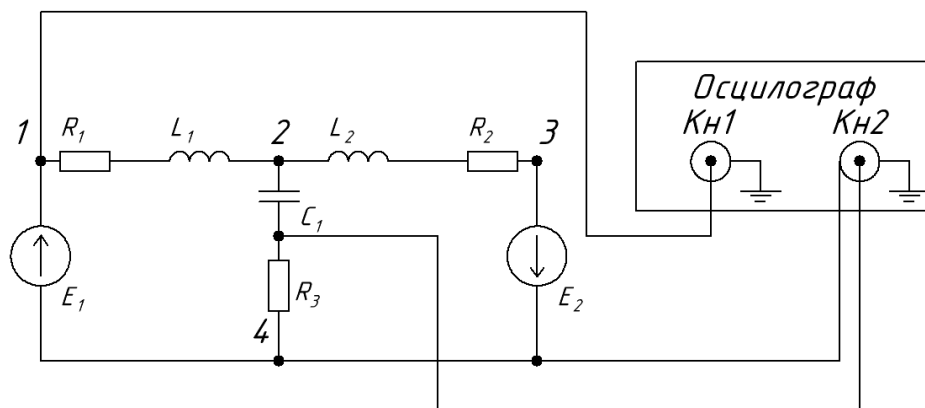 Осцилограф
Кн1 Кн2
1 R₁ L₁ 2 L₂ R₂ 3
C₁
E₁ R₃ E₂
4